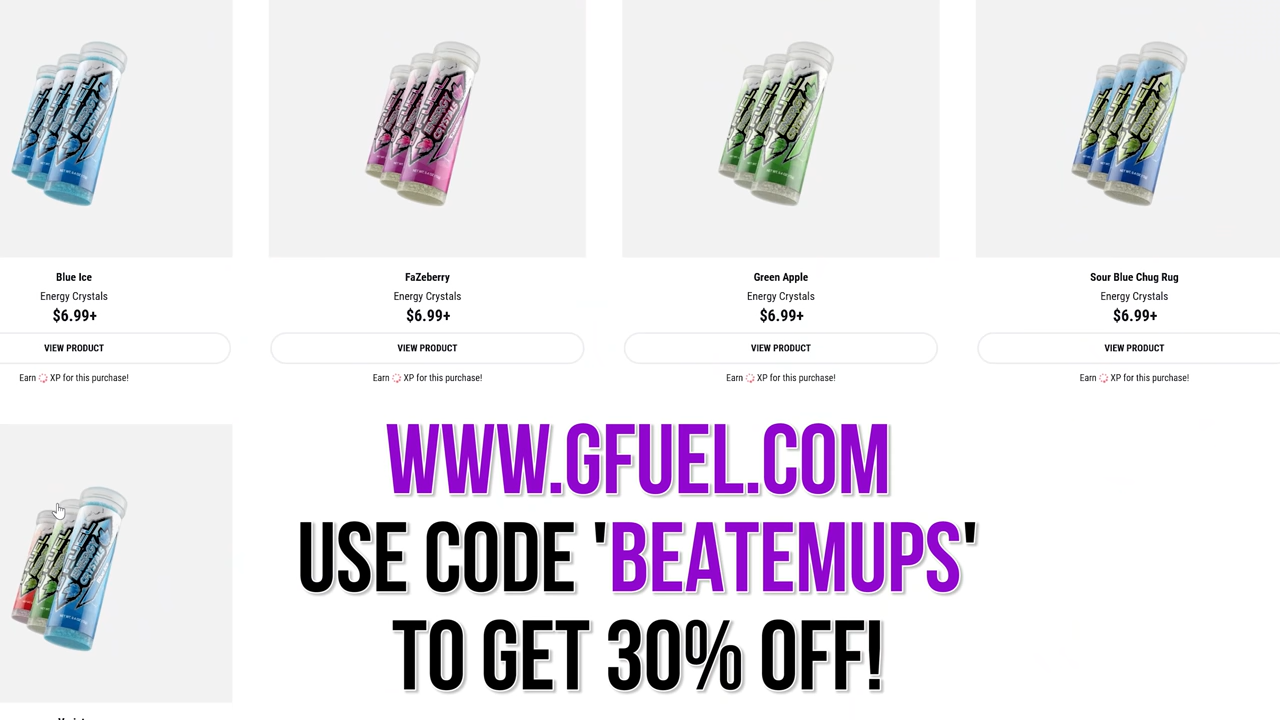 Blue Ice
Energy Crystals
$6.99+
VIEW PRODUCT
Earn XP for this purchase!
FaZeberry
Energy Crystals
$6.99+
VIEW PRODUCT
Earn XP for this purchase!
Green Apple
Energy Crystals
$6.99+
VIEW PRODUCT
Earn XP for this purchase!
Sour Blue Chug Rug
Energy Crystals
$6.99+
VIEW PRODUCT
Earn XP for this purchase!
WWW.GFUEL.COM
USE CODE 'BEATEMUPS'
TO GET 30% OFF!